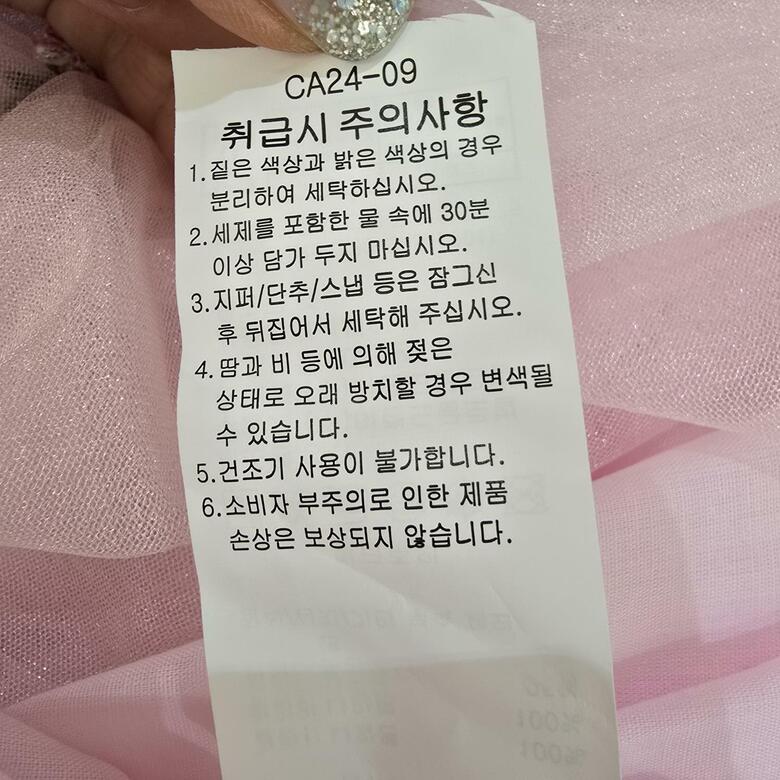 CA24-09
취급시 주의사항
1. 짙은 색상과 밝은 색상의 경우
분리하여 세탁하십시오.
2. 세제를 포함한 물 속에 30분
이상 담가 두지 마십시오.
3. 지퍼/단추/스냅 등은 잠그신
후 뒤집어서 세탁해 주십시오.
4. 땀과 비 등에 의해 젖은
상태로 오래 방치할 경우 변색될
수 있습니다.
5. 건조기 사용이 불가합니다.
6. 소비자 부주의로 인한 제품
손상은 보상되지 않습니다.